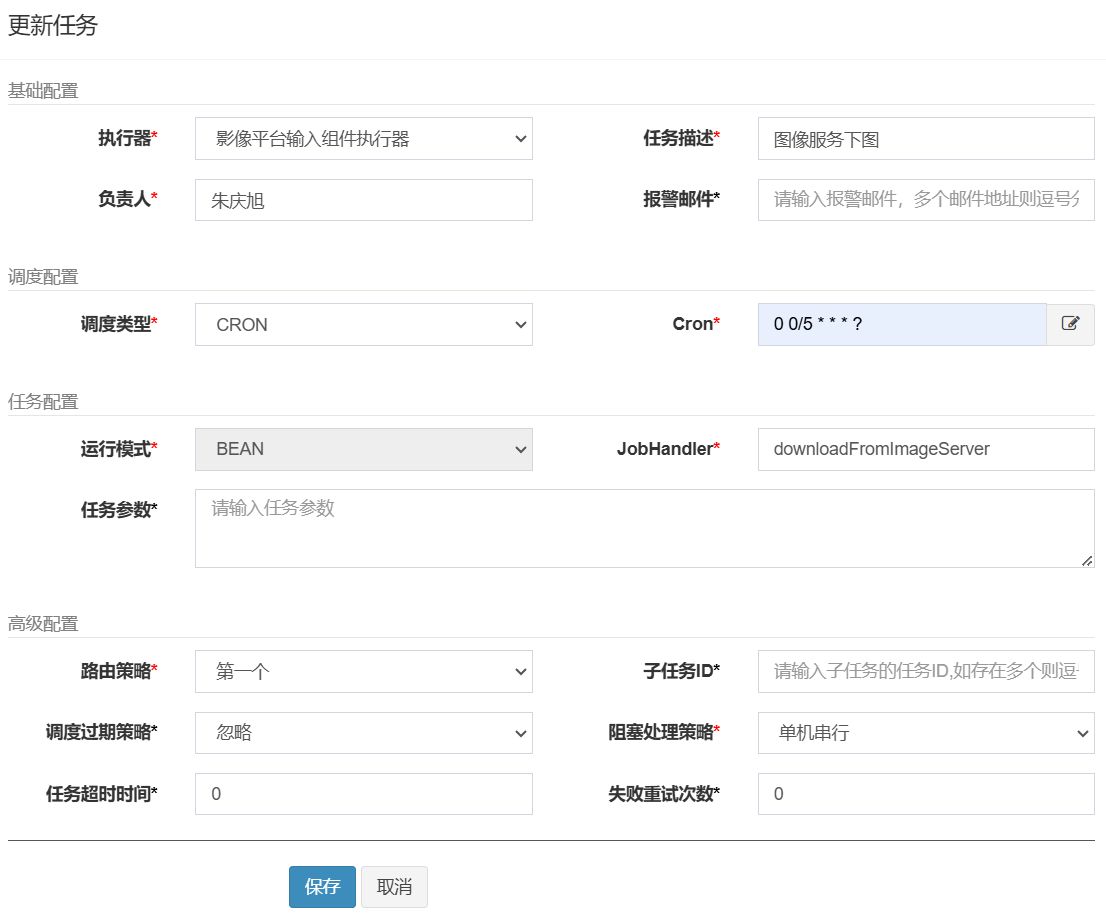 更新任务
基础配置
执行器* 影像平台输入组件执行器 任务描述* 图像服务下图
负责人* 朱庆旭 报警邮件* 请输入报警邮件，多个邮件地址则逗号分
调度配置
调度类型* CRON Cron* 0 0/5 * * * ?
任务配置
运行模式* BEAN JobHandler* downloadFromImageServer
任务参数* 请输入任务参数
高级配置
路由策略* 第一个 子任务ID* 请输入子任务的任务ID,如存在多个则逗
调度过期策略* 忽略 阻塞处理策略* 单机串行
任务超时时间* 0 失败重试次数* 0
保存 取消